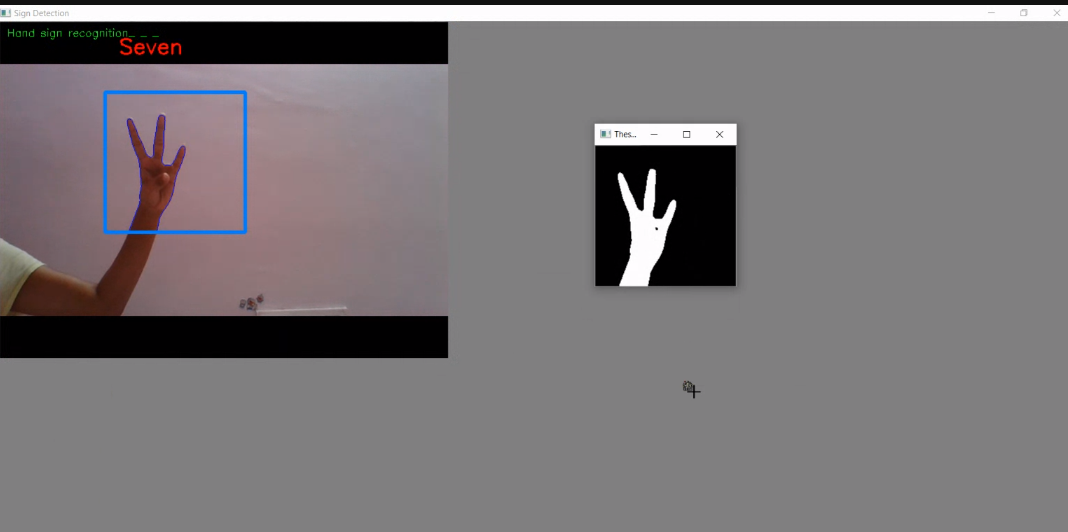 Sign Detection
Hand sign recognition_ _ _
Seven
Thes...